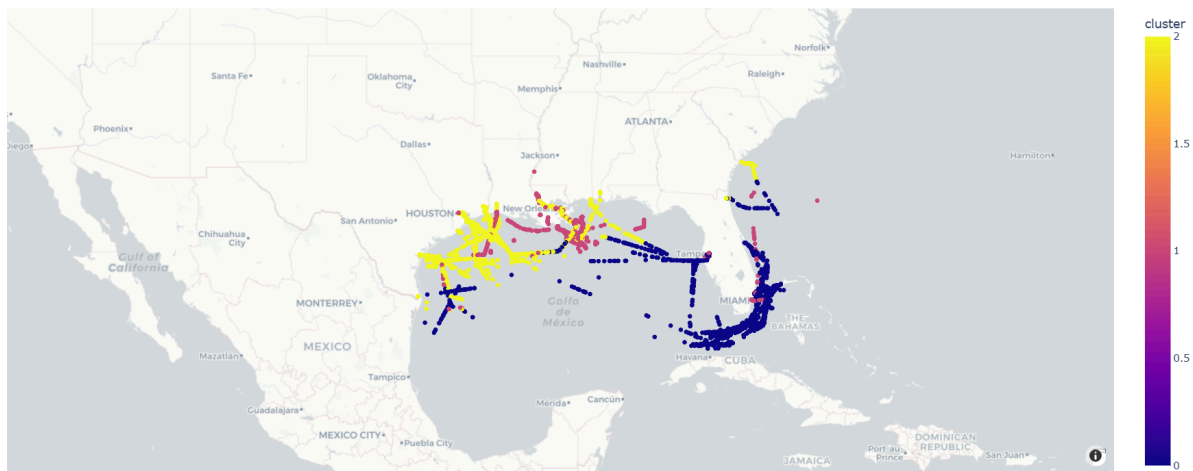 cluster
2
Norfolk
Nashville
Santa Fe
Oklahoma
City
Raleigh
Memphis
ATLANTA
Phoenix
Diego
Dallas
Jackson
Hamilton
HOUSTON
New Orle
San Antonio
1.5
Chihuahua
City
Gulf of
California
Tampa
1
MONTERREY
Golfo
de
México
MIAMI
THE
BAHAMAS
MÉXICO
Mazatlán
Havana
CUBA
0.5
Tampico
Guadalajara
Mérida
Cancún
MEXICO CITY
Puebla City
DOMINICAN
REPUBLIC
Port au
Prince
San Juan
JAMAICA
0